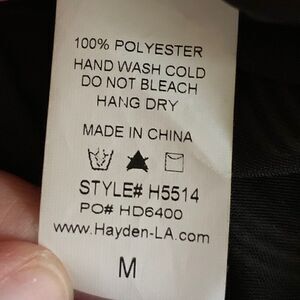 100% POLYESTER
HAND WASH COLD
DO NOT BLEACH
HANG DRY
MADE IN CHINA
STYLE# H5514
PO# HD6400
www.Hayden-LA.com
M